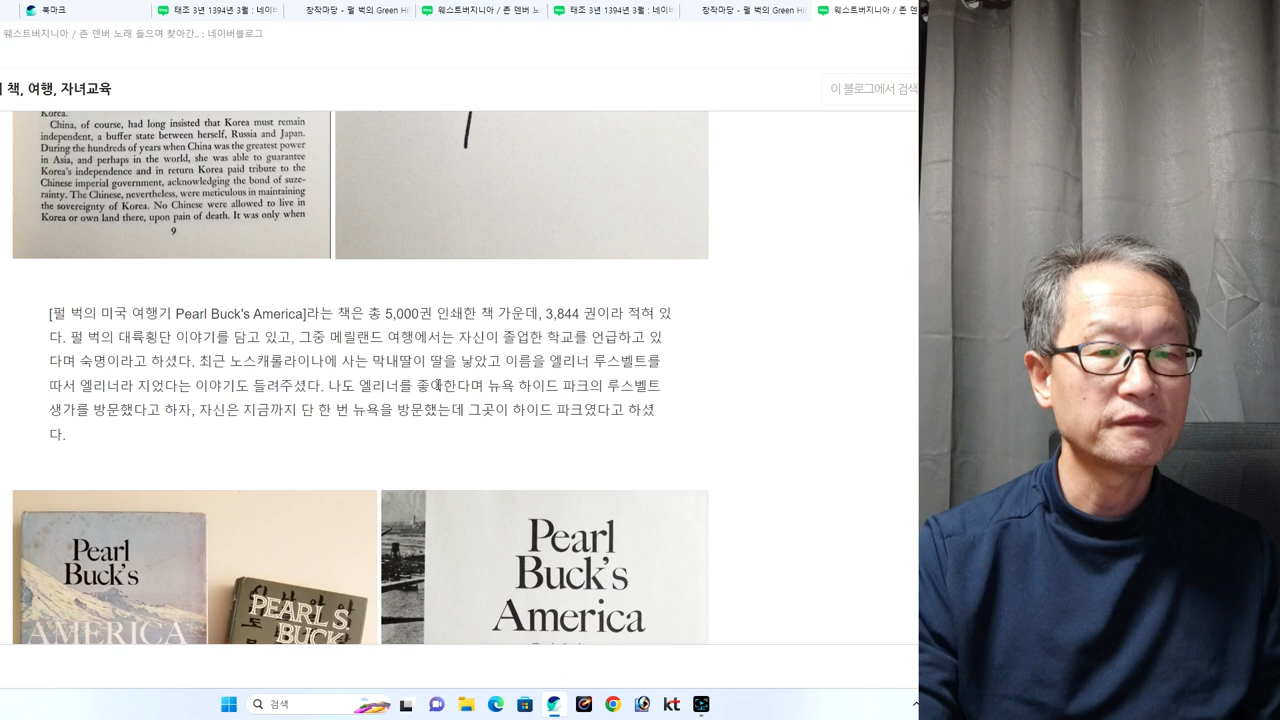 북마크
태조 3년 1394년 3월 : 네이버
창작마당 - 펄 벅의 Green Hi
웨스트버지니아 / 존 덴버 노
태조 3년 1394년 3월 : 네이버
창작마당 - 펄 벅의 Green Hi
웨스트버지니아 / 존 덴
웨스트버지니아 / 존 덴버 노래 들으며 찾아간.. : 네이버블로그
책, 여행, 자녀교육
이 블로그에서 검색
Korea.
China, of course, had long insisted that Korea must remain
independent, a buffer state between herself, Russia and Japan.
During the hundreds of years when China was the greatest power
in Asia, and perhaps in the world, she was able to guarantee
Korea's independence and in return Korea paid tribute to the
Chinese imperial government, acknowledging the bond of suze-
rainty. The Chinese, nevertheless, were meticulous in maintaining
the sovereignty of Korea. No Chinese were allowed to live in
Korea or own land there, upon pain of death. It was only when
9
[펄 벅의 미국 여행기 Pearl Buck's America]라는 책은 총 5,000권 인쇄한 책 가운데, 3,844 권이라 적혀 있
다. 펄 벅의 대륙횡단 이야기를 담고 있고, 그중 메릴랜드 여행에서는 자신이 졸업한 학교를 언급하고 있
다며 숙명이라고 하셨다. 최근 노스캐롤라이나에 사는 막내딸이 딸을 낳았고 이름을 엘리너 루스벨트를
따서 엘리너라 지었다는 이야기도 들려주셨다. 나도 엘리너를 좋아한다며 뉴욕 하이드 파크의 루스벨트
생가를 방문했다고 하자, 자신은 지금까지 단 한 번 뉴욕을 방문했는데 그곳이 하이드 파크였다고 하셨
다.
Pearl
Buck's
AMERICA
PEARL S.
BUCK
Pearl
Buck's
America
검색
kt